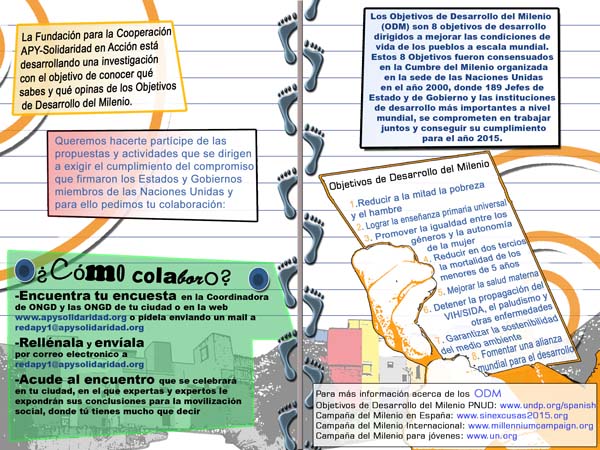 La Fundación para la Cooperación
APY-Solidaridad en Acción está
desarrollando una investigación
con el objetivo de conocer qué
sabes y qué opinas de los Objetivos
de Desarrollo del Milenio.
Queremos hacerte partícipe de las
propuestas y actividades que se dirigen
a exigir el cumplimiento del compromiso
que firmaron los Estados y Gobiernos
miembros de las Naciones Unidas y
para ello pedimos tu colaboración:
¿Cómo colaboro?
-Encuentra tu encuesta en la Coordinadora
de ONGD y las ONGD de tu ciudad o en la web
www.apysolidaridad.org o pídela enviando un mail a
redapy1@apysolidaridad.org
-Rellénala y envíala
por correo electronico a
redapy1@apysolidaridad.org
-Acude al encuentro que se celebrará
en tu ciudad, en el que expertas y expertos le
expondrán sus conclusiones para la movilización
social, donde tú tienes mucho que decir
Los Objetivos de Desarrollo del Milenio
(ODM) son 8 objetivos de desarrollo
dirigidos a mejorar las condiciones de
vida de los pueblos a escala mundial.
Estos 8 Objetivos fueron consensuados
en la Cumbre del Milenio organizada
en la sede de las Naciones Unidas
en el año 2000, donde 189 Jefes de
Estado y de Gobierno y las instituciones
de desarrollo más importantes a nivel
mundial, se comprometen en trabajar
juntos y conseguir su cumplimiento
para el año 2015.
Objetivos de Desarrollo del Milenio
1.Reducir a la mitad la pobreza
y el hambre
2. Lograr la enseñanza primaria universal
3. Promover la igualdad entre los
géneros y la autonomía
de la mujer
4. Reducir en dos tercios
la mortalidad de los
menores de 5 años
5. Mejorar la salud materna
6. Detener la propagación del
VIH/SIDA, el paludismo y
otras enfermedades
7. Garantizar la sostenibilidad
del medio ambiente
8. Fomentar una alianza
mundial para el desarrollo
Para más información acerca de los ODM
Objetivos de Desarrollo del Milenio PNUD: www.undp.org/spanish
Campaña del Milenio en España: www.sinexcusas2015.org
Campaña del Milenio Internacional: www.millenniumcampaign.org
Campaña del Milenio para jóvenes: www.un.org